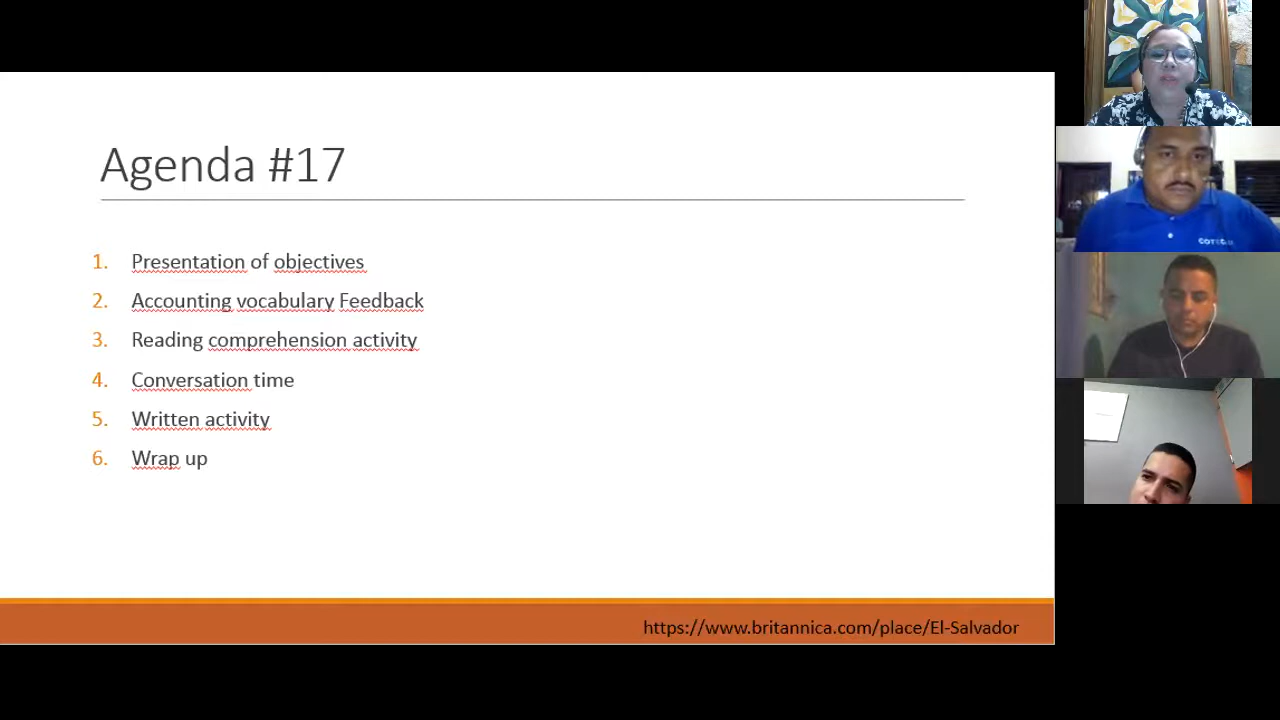 Agenda #17
1. Presentation of objectives
2. Accounting vocabulary Feedback
3. Reading comprehension activity
4. Conversation time
5. Written activity
6. Wrap up
https://www.britannica.com/place/El-Salvador